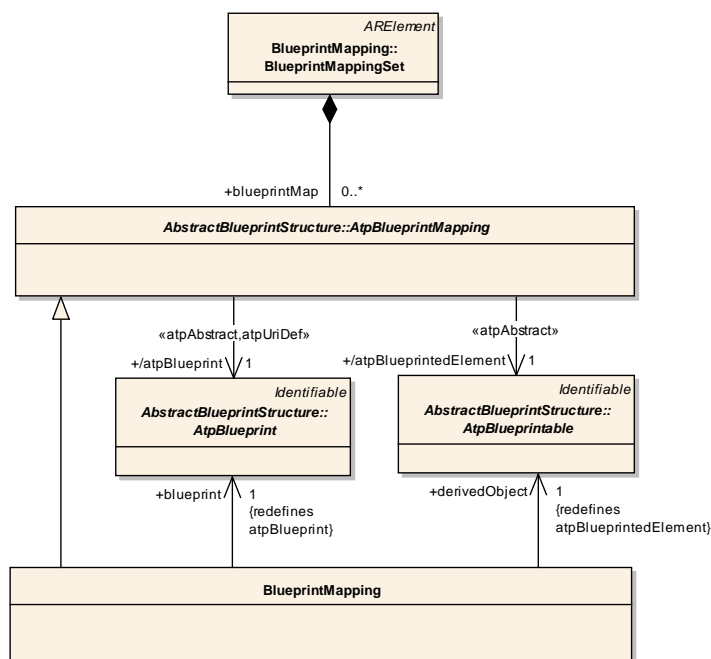 ARElement
BlueprintMapping::
BlueprintMappingSet
+blueprintMap 0..*
AbstractBlueprintStructure::AtpBlueprintMapping
«atpAbstract,atpUriDef»
«atpAbstract»
+/atpBlueprint 1
+/atpBlueprintedElement 1
Identifiable
AbstractBlueprintStructure::
AtpBlueprint
Identifiable
AbstractBlueprintStructure::
AtpBlueprintable
+blueprint 1
{redefines
atpBlueprint}
+derivedObject 1
{redefines
atpBlueprintedElement}
BlueprintMapping